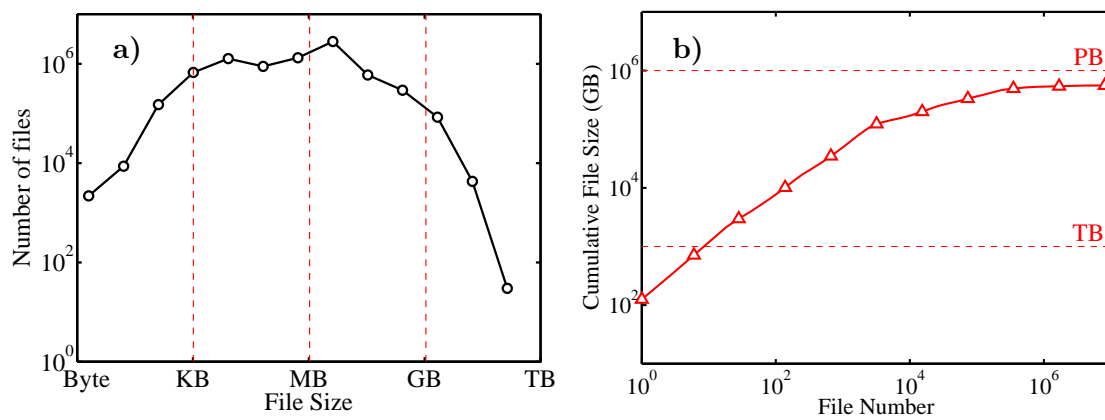 a)
Number of files
10^6
10^4
10^2
10^0
Byte
KB
MB
GB
TB
File Size
b)
Cumulative File Size (GB)
10^6
10^4
10^2
PB
TB
10^0
10^2
10^4
10^6
File Number